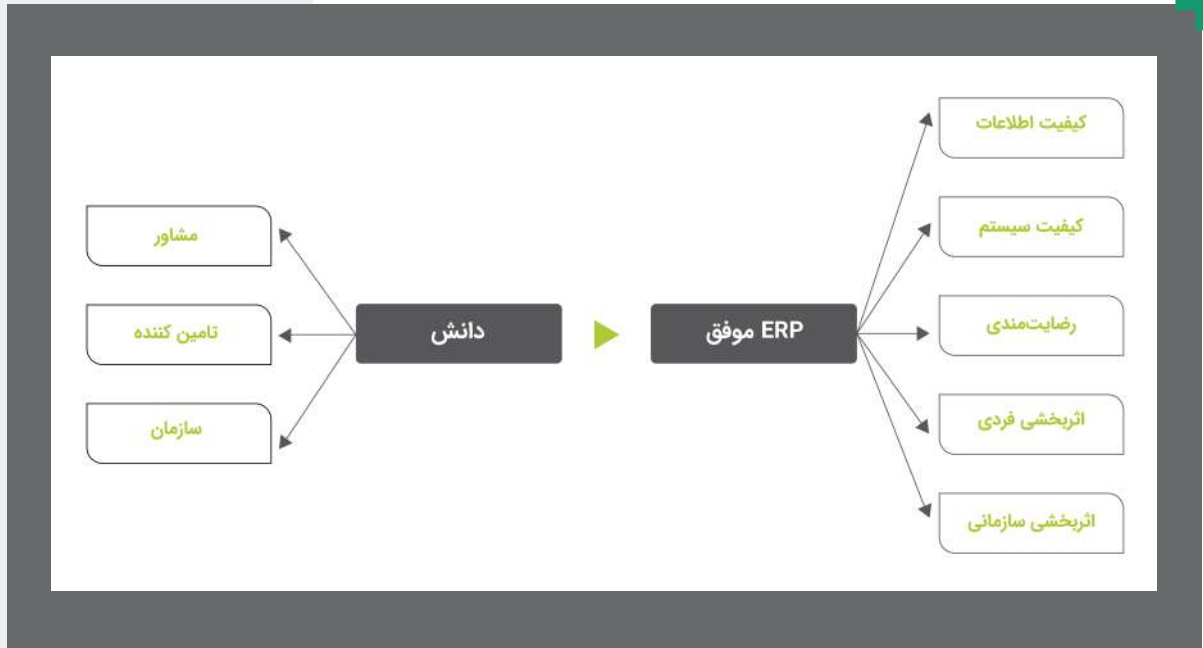 کیفیت اطلاعات
کیفیت سیستم
رضایت‌مندی
اثربخشی فردی
اثربخشی سازمانی
ERP موفق
دانش
مشاور
تامین کننده
سازمان